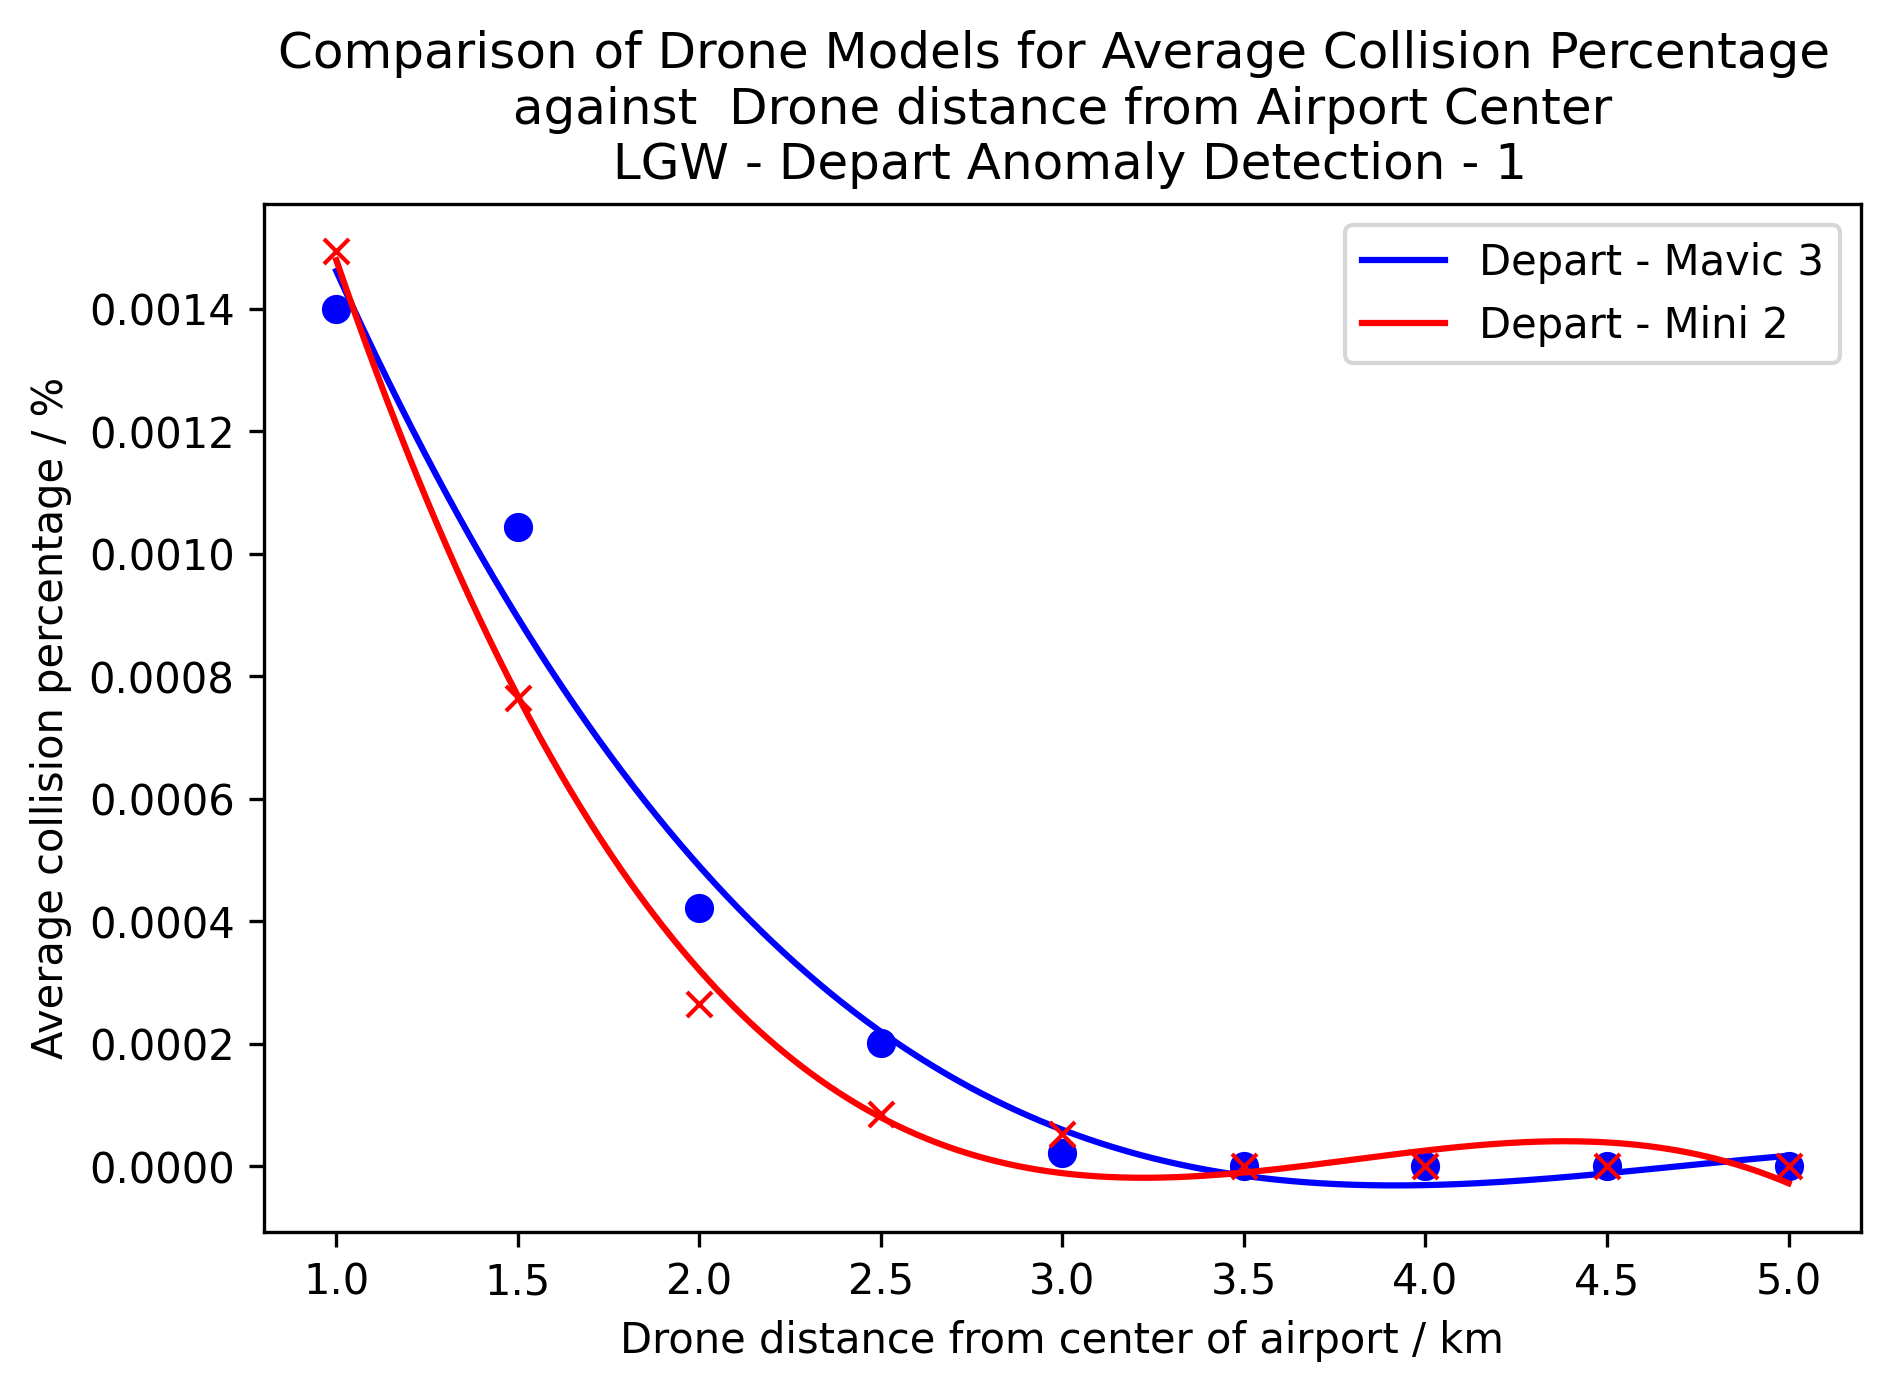 Comparison of Drone Models for Average Collision Percentage
against  Drone distance from Airport Center
LGW - Depart Anomaly Detection - 1
Depart - Mavic 3
Depart - Mini 2
Average collision percentage / %
0.0014
0.0012
0.0010
0.0008
0.0006
0.0004
0.0002
0.0000
1.0 1.5 2.0 2.5 3.0 3.5 4.0 4.5 5.0
Drone distance from center of airport / km